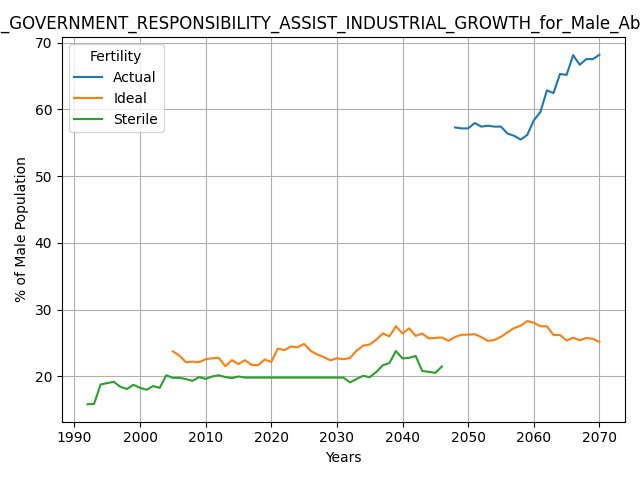 _GOVERNMENT_RESPONSIBILITY_ASSIST_INDUSTRIAL_GROWTH_for_Male_Ab
Fertility
Actual
Ideal
Sterile
% of Male Population
70
60
50
40
30
20
1990 2000 2010 2020 2030 2040 2050 2060 2070
Years